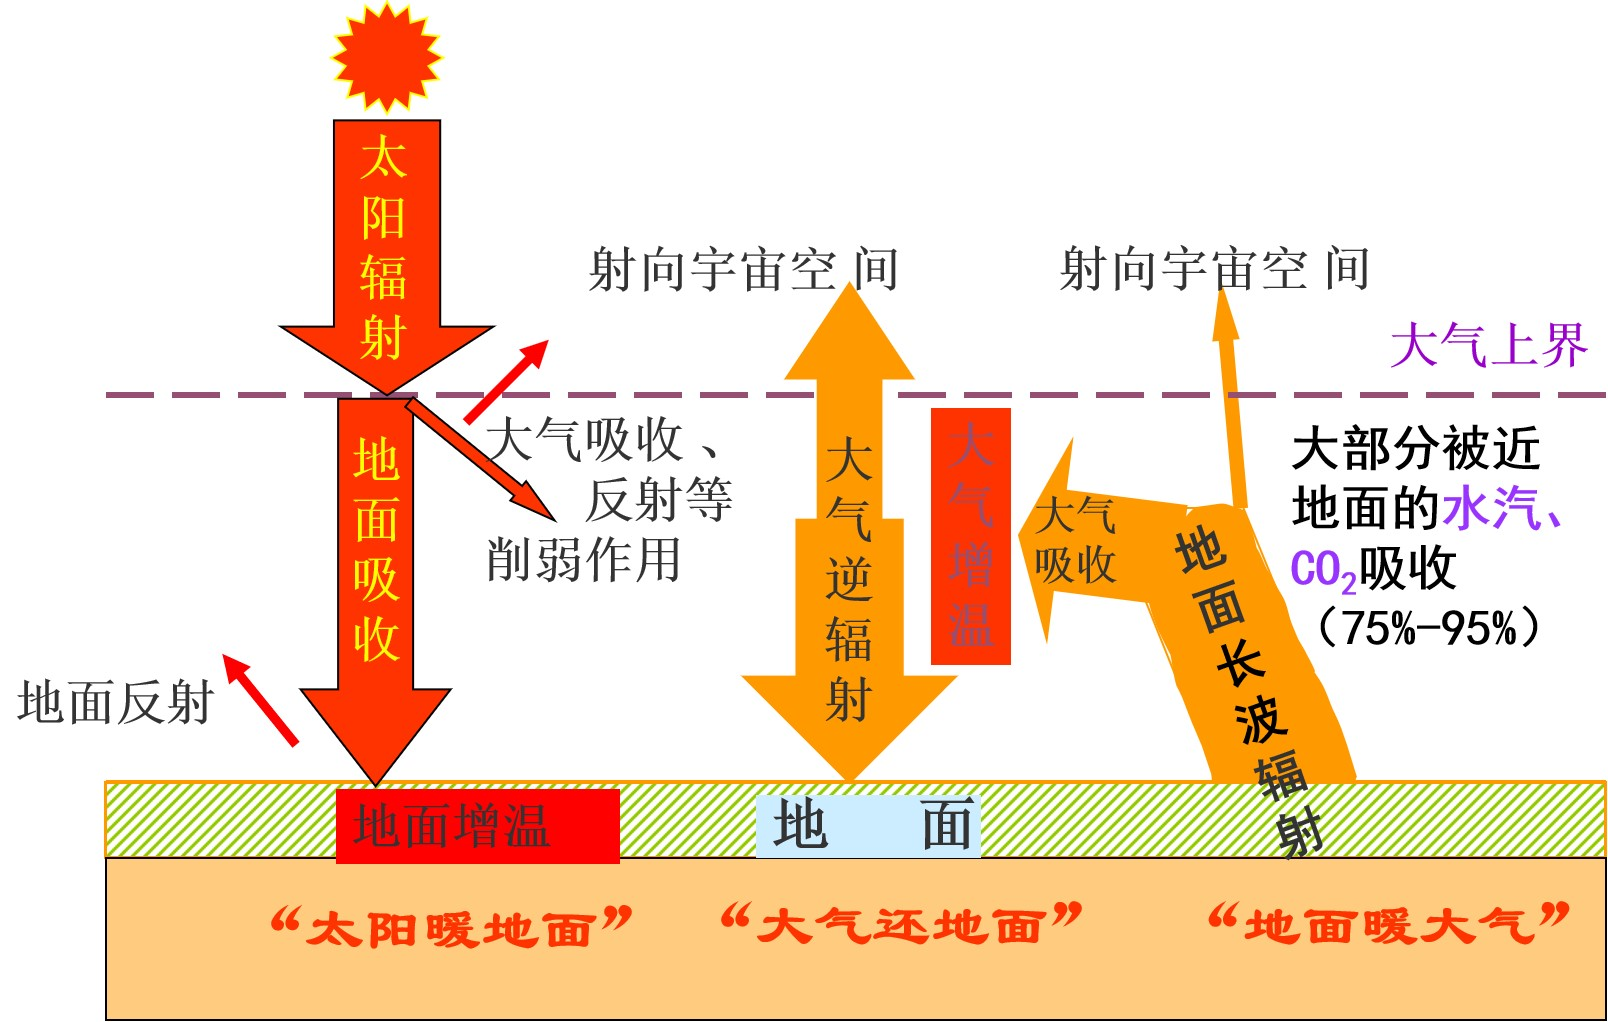 太阳辐射
射向宇宙空 间
射向宇宙空 间
大气上界
地面吸收
大气吸收、
反射等
削弱作用
大气逆辐射
大气增温
大气
吸收
地面长波辐射
大部分被近
地面的水汽、
CO₂吸收
（75%-95%）
地面反射
地面增温
地 面
“太阳暖地面”
“大气还地面”
“地面暖大气”